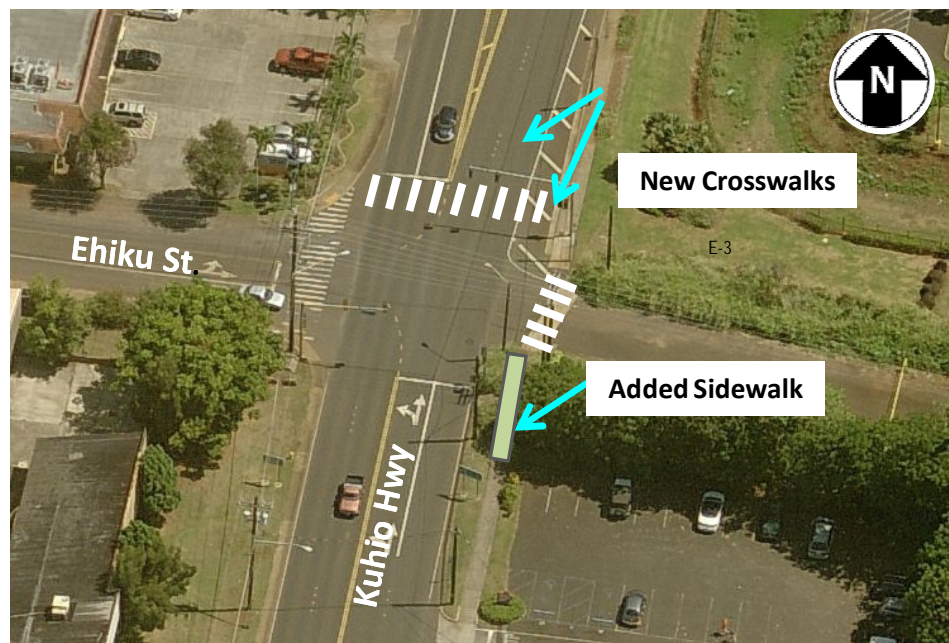 N
New Crosswalks
E-3
Ehiku St.
Added Sidewalk
Kuhio Hwy